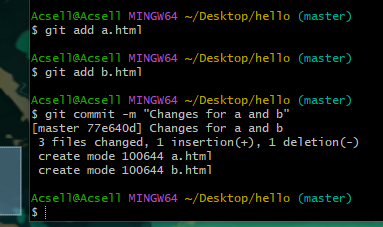 Acsell@Acsell MINGW64 ~/Desktop/hello (master)
$ git add a.html
Acsell@Acsell MINGW64 ~/Desktop/hello (master)
$ git add b.html
Acsell@Acsell MINGW64 ~/Desktop/hello (master)
$ git commit -m "Changes for a and b"
[master 77e640d] Changes for a and b
 3 files changed, 1 insertion(+), 1 deletion(-)
 create mode 100644 a.html
 create mode 100644 b.html
Acsell@Acsell MINGW64 ~/Desktop/hello (master)
$